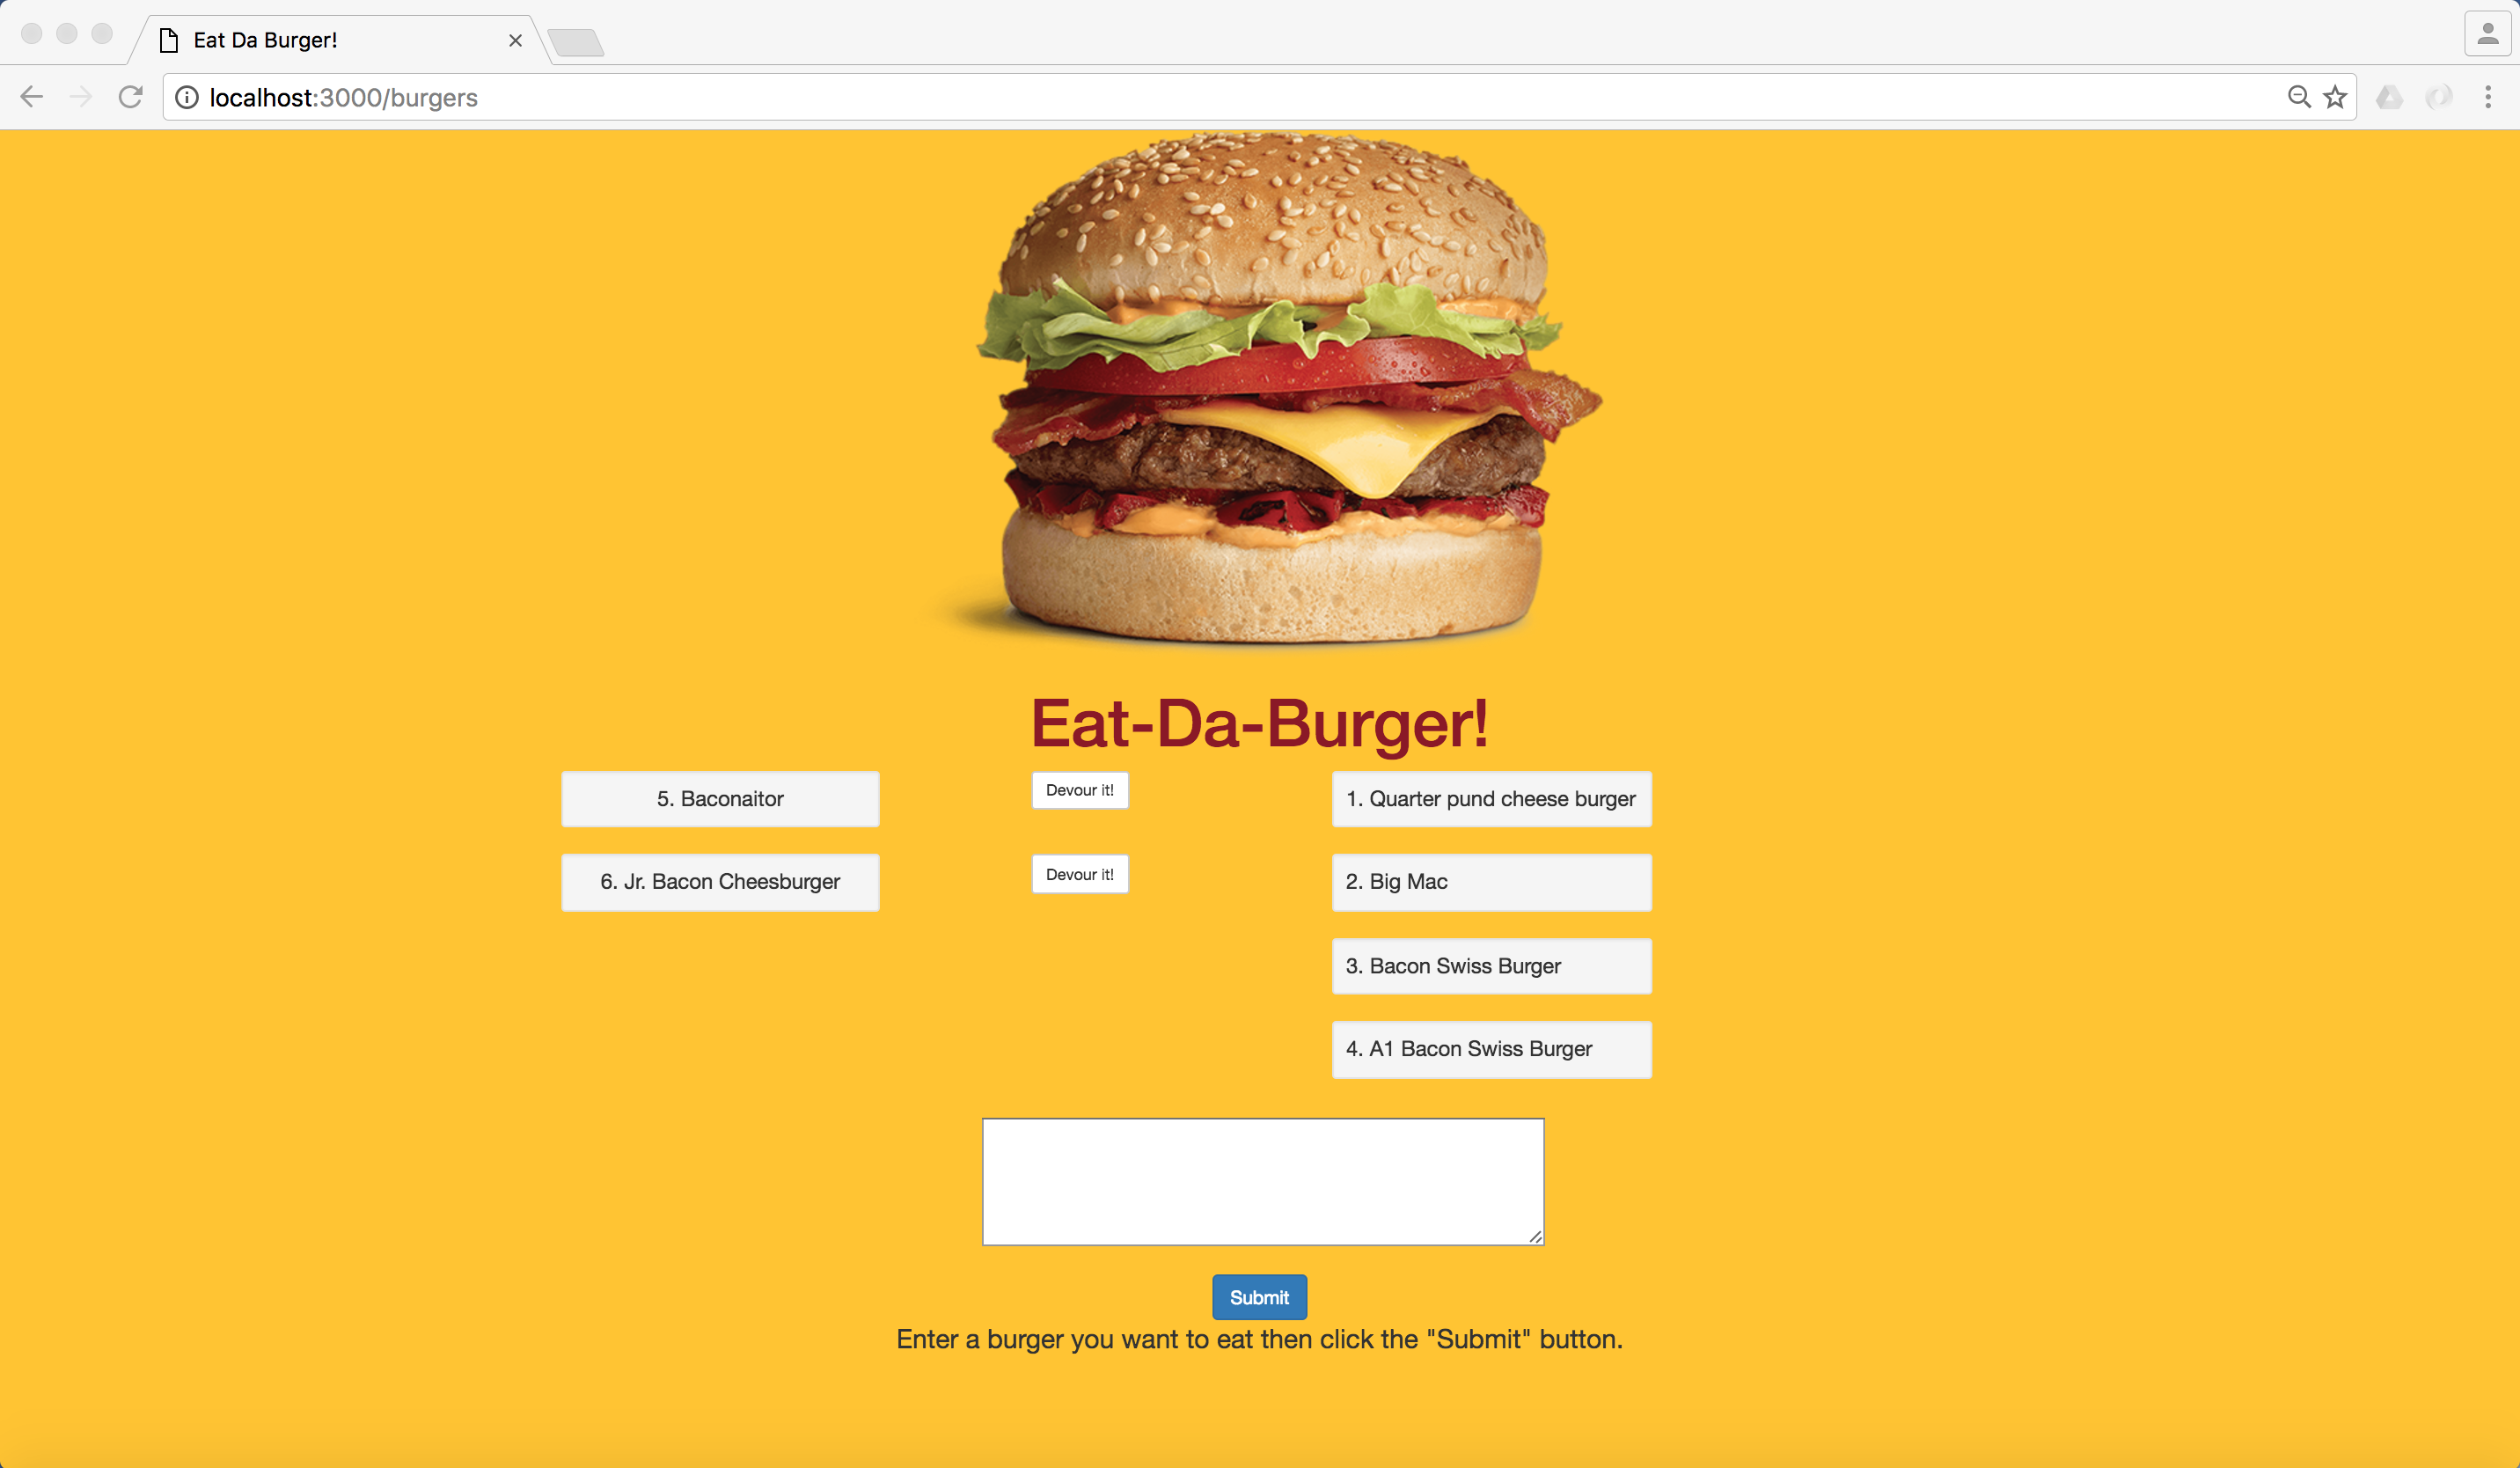 Eat Da Burger!
localhost:3000/burgers
Eat-Da-Burger!
5. Baconaitor
Devour it!
1. Quarter pund cheese burger
6. Jr. Bacon Cheesburger
Devour it!
2. Big Mac
3. Bacon Swiss Burger
4. A1 Bacon Swiss Burger
Submit
Enter a burger you want to eat then click the "Submit" button.